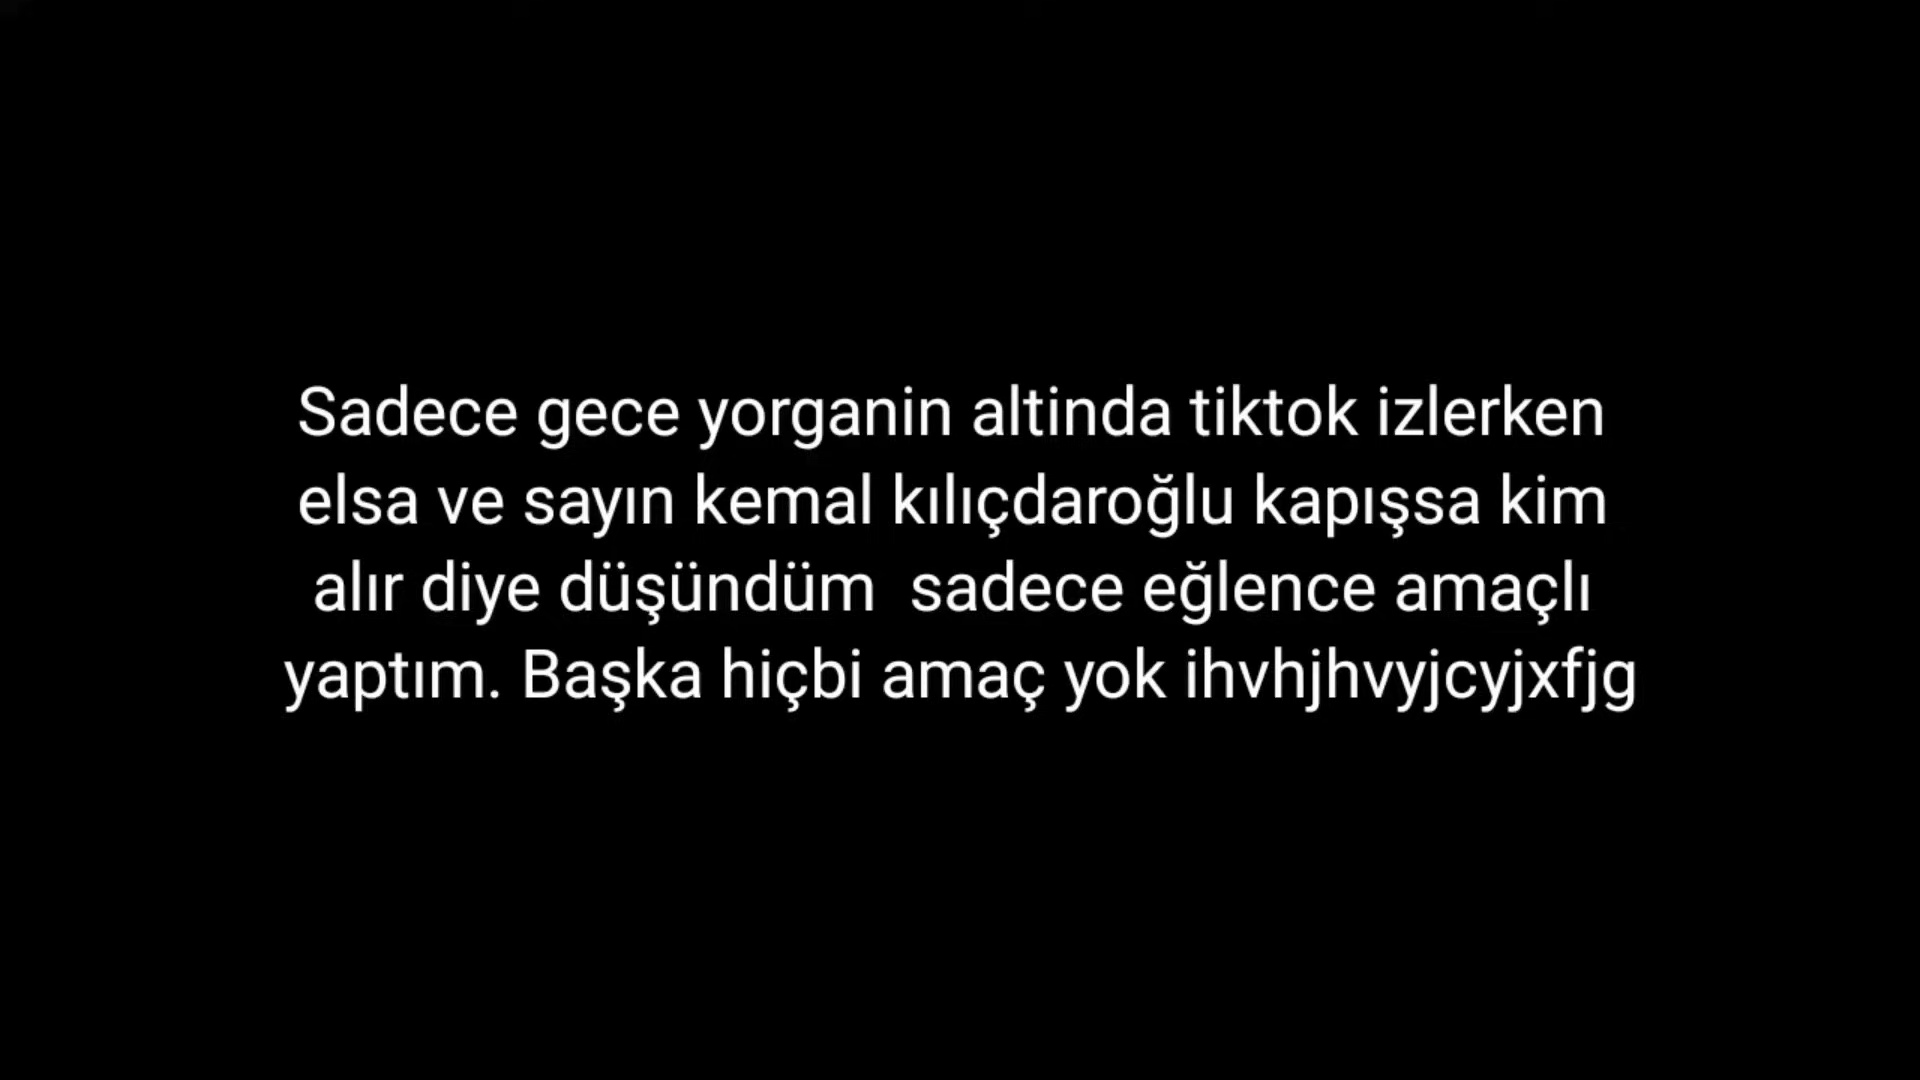 Sadece gece yorganin altinda tiktok izlerken
elsa ve sayın kemal kılıçdaroğlu kapışsa kim
alır diye düşündüm  sadece eğlence amaçlı
yaptım. Başka hiçbi amaç yok ihvhjhvyjcyjxfjg